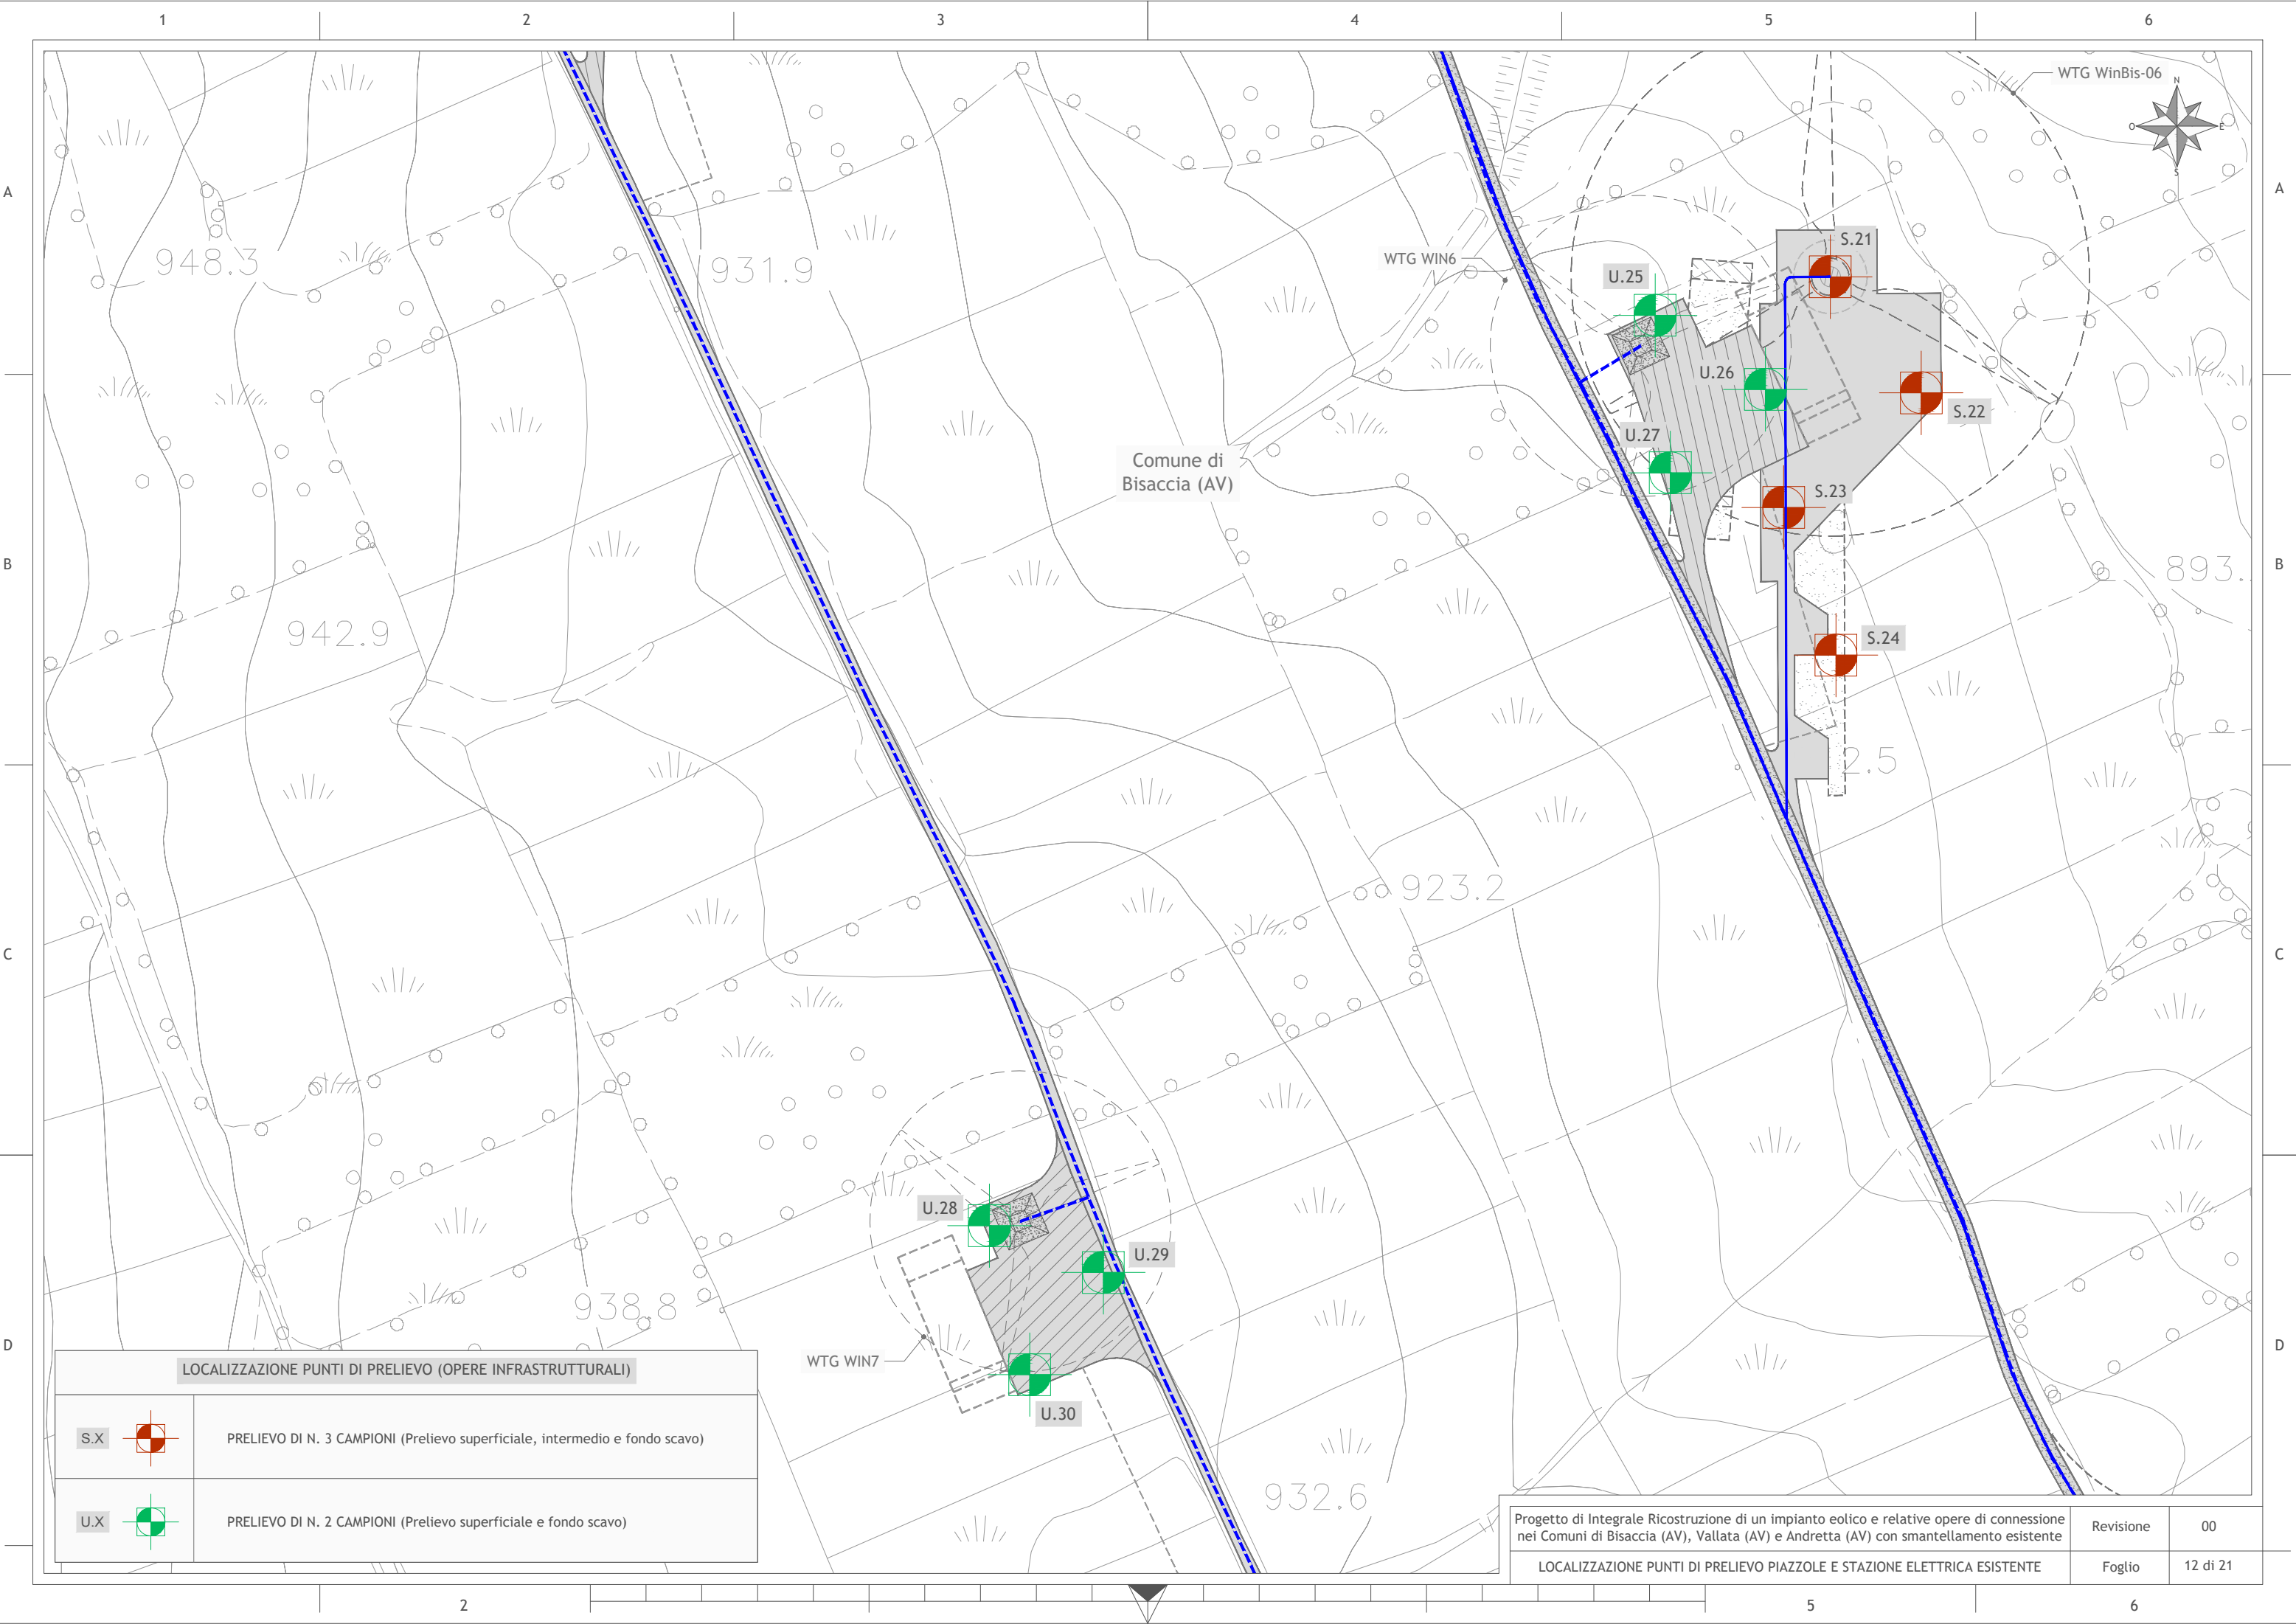 1 2 3 4 5 6
WTG WinBis-06
N
O E
S
A A
S.21
948.3
931.9
WTG WIN6
U.25
U.26
S.22
U.27
Comune di
Bisaccia (AV)
S.23
B B
893.
942.9
S.24
2.5
923.2
C C
U.28
U.29
938.8
D D
WTG WIN7
U.30
932.6
LOCALIZZAZIONE PUNTI DI PRELIEVO (OPERE INFRASTRUTTURALI)
S.X PRELIEVO DI N. 3 CAMPIONI (Prelievo superficiale, intermedio e fondo scavo)
U.X PRELIEVO DI N. 2 CAMPIONI (Prelievo superficiale e fondo scavo)
Progetto di Integrale Ricostruzione di un impianto eolico e relative opere di connessione
nei Comuni di Bisaccia (AV), Vallata (AV) e Andretta (AV) con smantellamento esistente
Revisione 00
LOCALIZZAZIONE PUNTI DI PRELIEVO PIAZZOLE E STAZIONE ELETTRICA ESISTENTE
Foglio 12 di 21
2 5 6